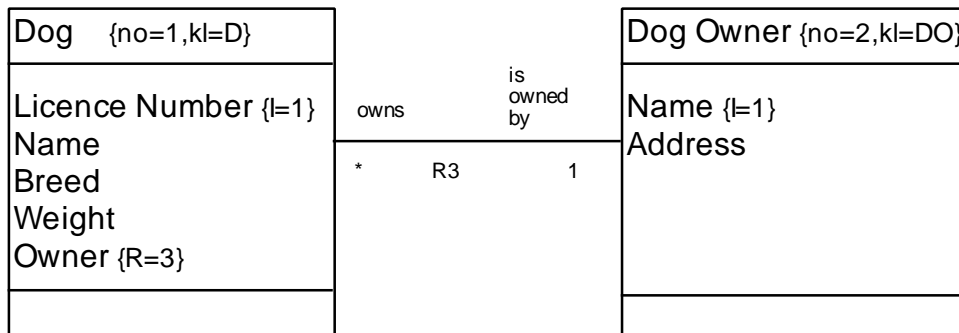 Dog {no=1,kl=D}
Licence Number {I=1}
Name
Breed
Weight
Owner {R=3}
owns
is
owned
by
* R3 1
Dog Owner {no=2,kl=DO}
Name {I=1}
Address